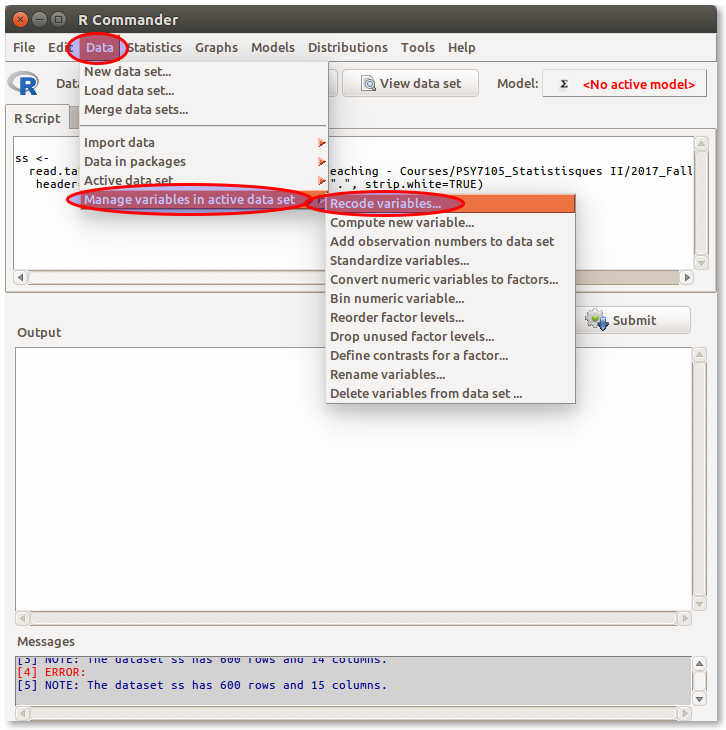 R Commander
File Edit Data Statistics Graphs Models Distributions Tools Help
R Data View data set Model: Σ <No active model>
New data set...
Load data set...
Merge data sets...
Import data
Data in packages
Active data set
Manage variables in active data set
Recode variables...
Compute new variable...
Add observation numbers to data set
Standardize variables...
Convert numeric variables to factors...
Bin numeric variable...
Reorder factor levels...
Drop unused factor levels...
Define contrasts for a factor...
Rename variables...
Delete variables from data set ...
R Script
ss <-
eaching - Courses/PSY7105_Statistiques II/2017_Fall
header ".", strip.white=TRUE)
Submit
Output
Messages
[3] NOTE: The dataset ss has 600 rows and 14 columns.
[4] ERROR:
[5] NOTE: The dataset ss has 600 rows and 15 columns.